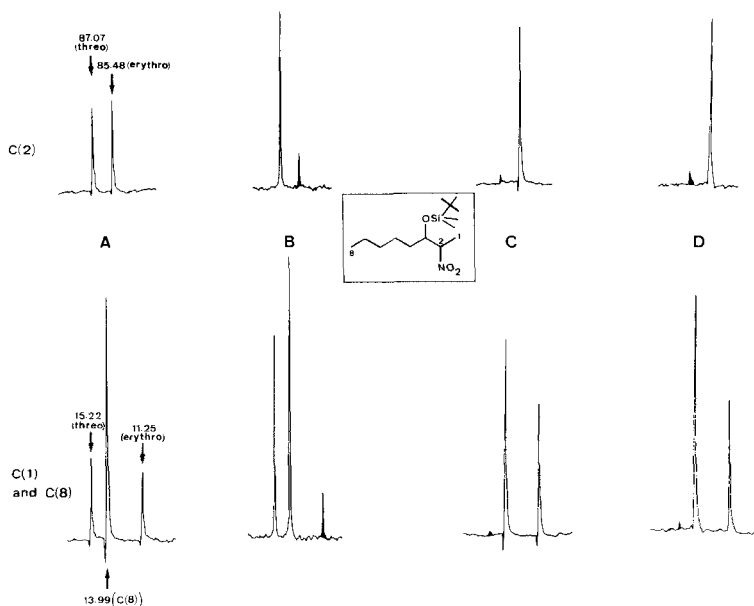 87.07
(threo)
85.48 (erythro)
C(2)
A
B
C
D
OSi
8
2
1
NO2
15.22
(threo)
11.25
(erythro)
C(1)
and C(8)
13.99(C(8))